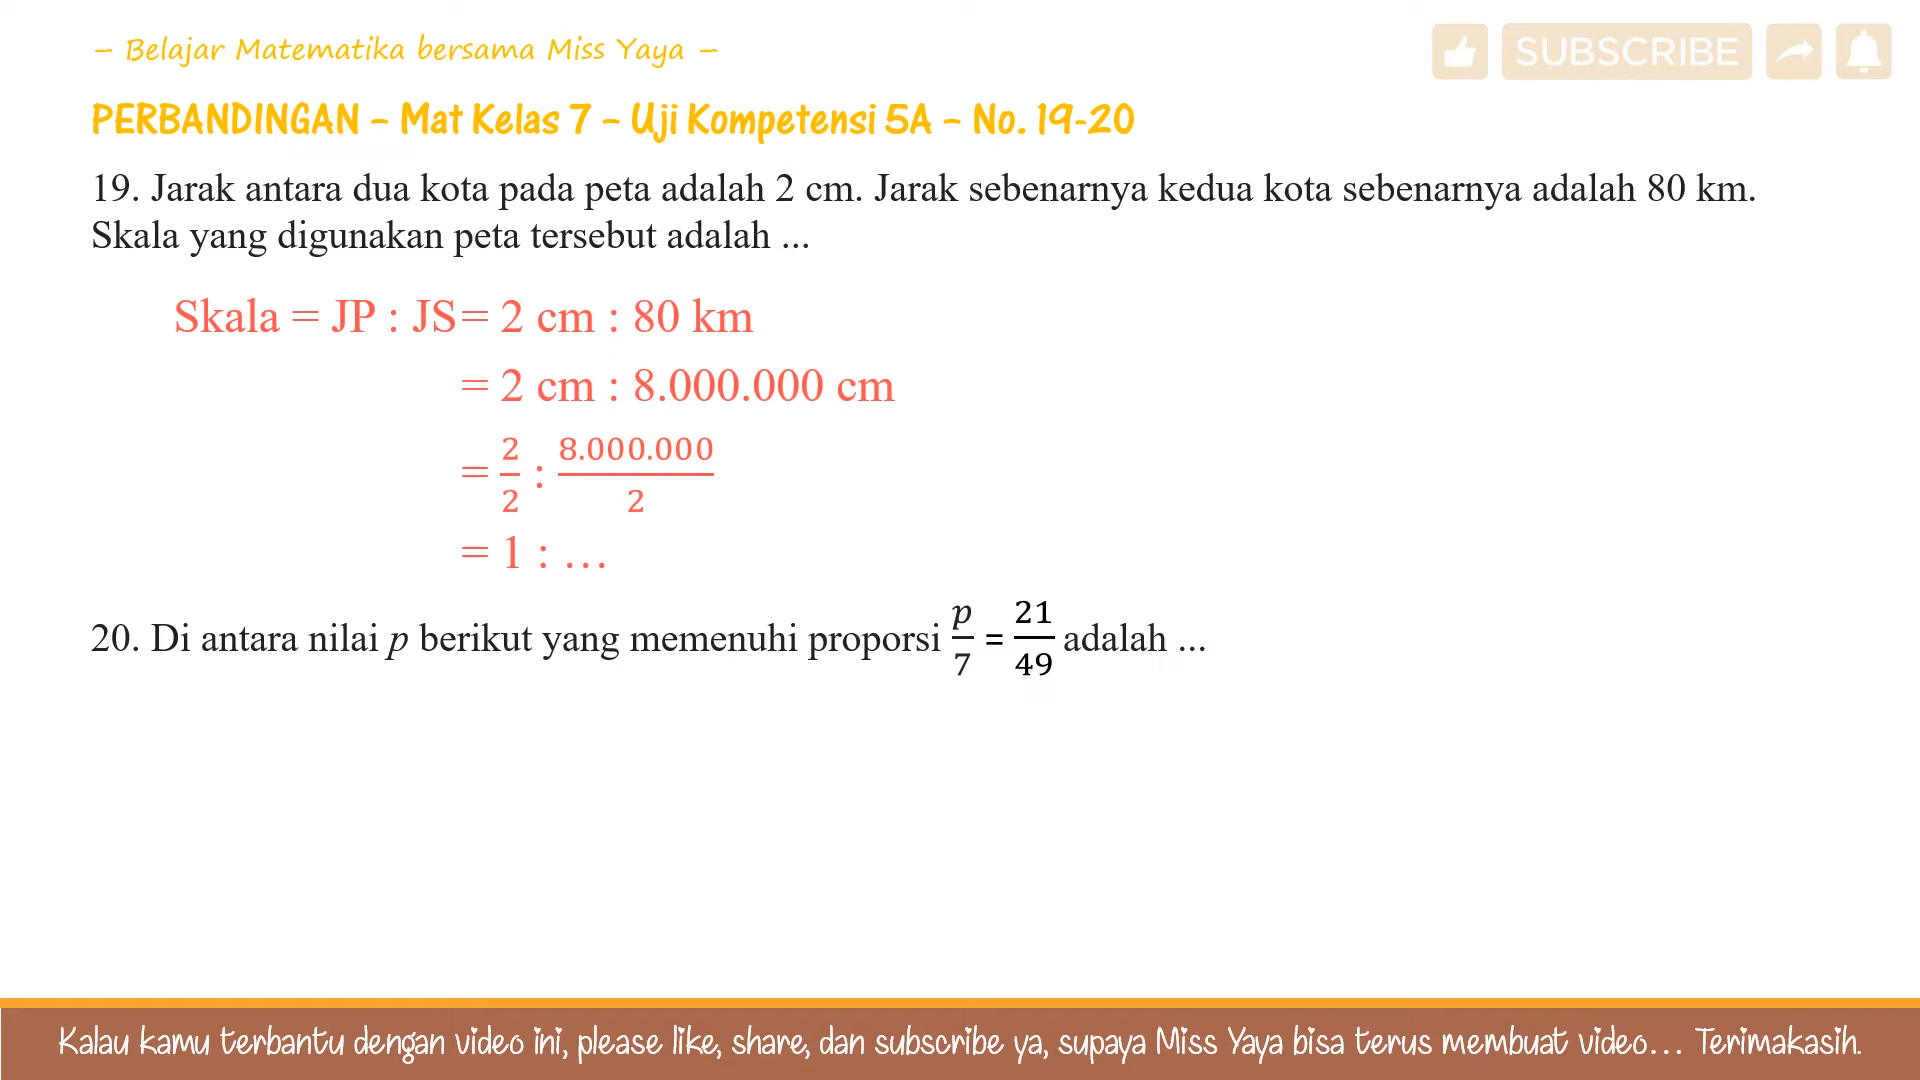 – Belajar Matematika bersama Miss Yaya –
SUBSCRIBE
PERBANDINGAN – Mat Kelas 7 – Uji Kompetensi 5A – No. 19-20
19. Jarak antara dua kota pada peta adalah 2 cm. Jarak sebenarnya kedua kota sebenarnya adalah 80 km.
Skala yang digunakan peta tersebut adalah ...
Skala = JP : JS = 2 cm : 80 km
= 2 cm : 8.000.000 cm
= 2/2 : 8.000.000/2
= 1 : …
20. Di antara nilai p berikut yang memenuhi proporsi p/7 = 21/49 adalah ...
Kalau kamu terbantu dengan video ini, please like, share, dan subscribe ya, supaya Miss Yaya bisa terus membuat video… Terimakasih.